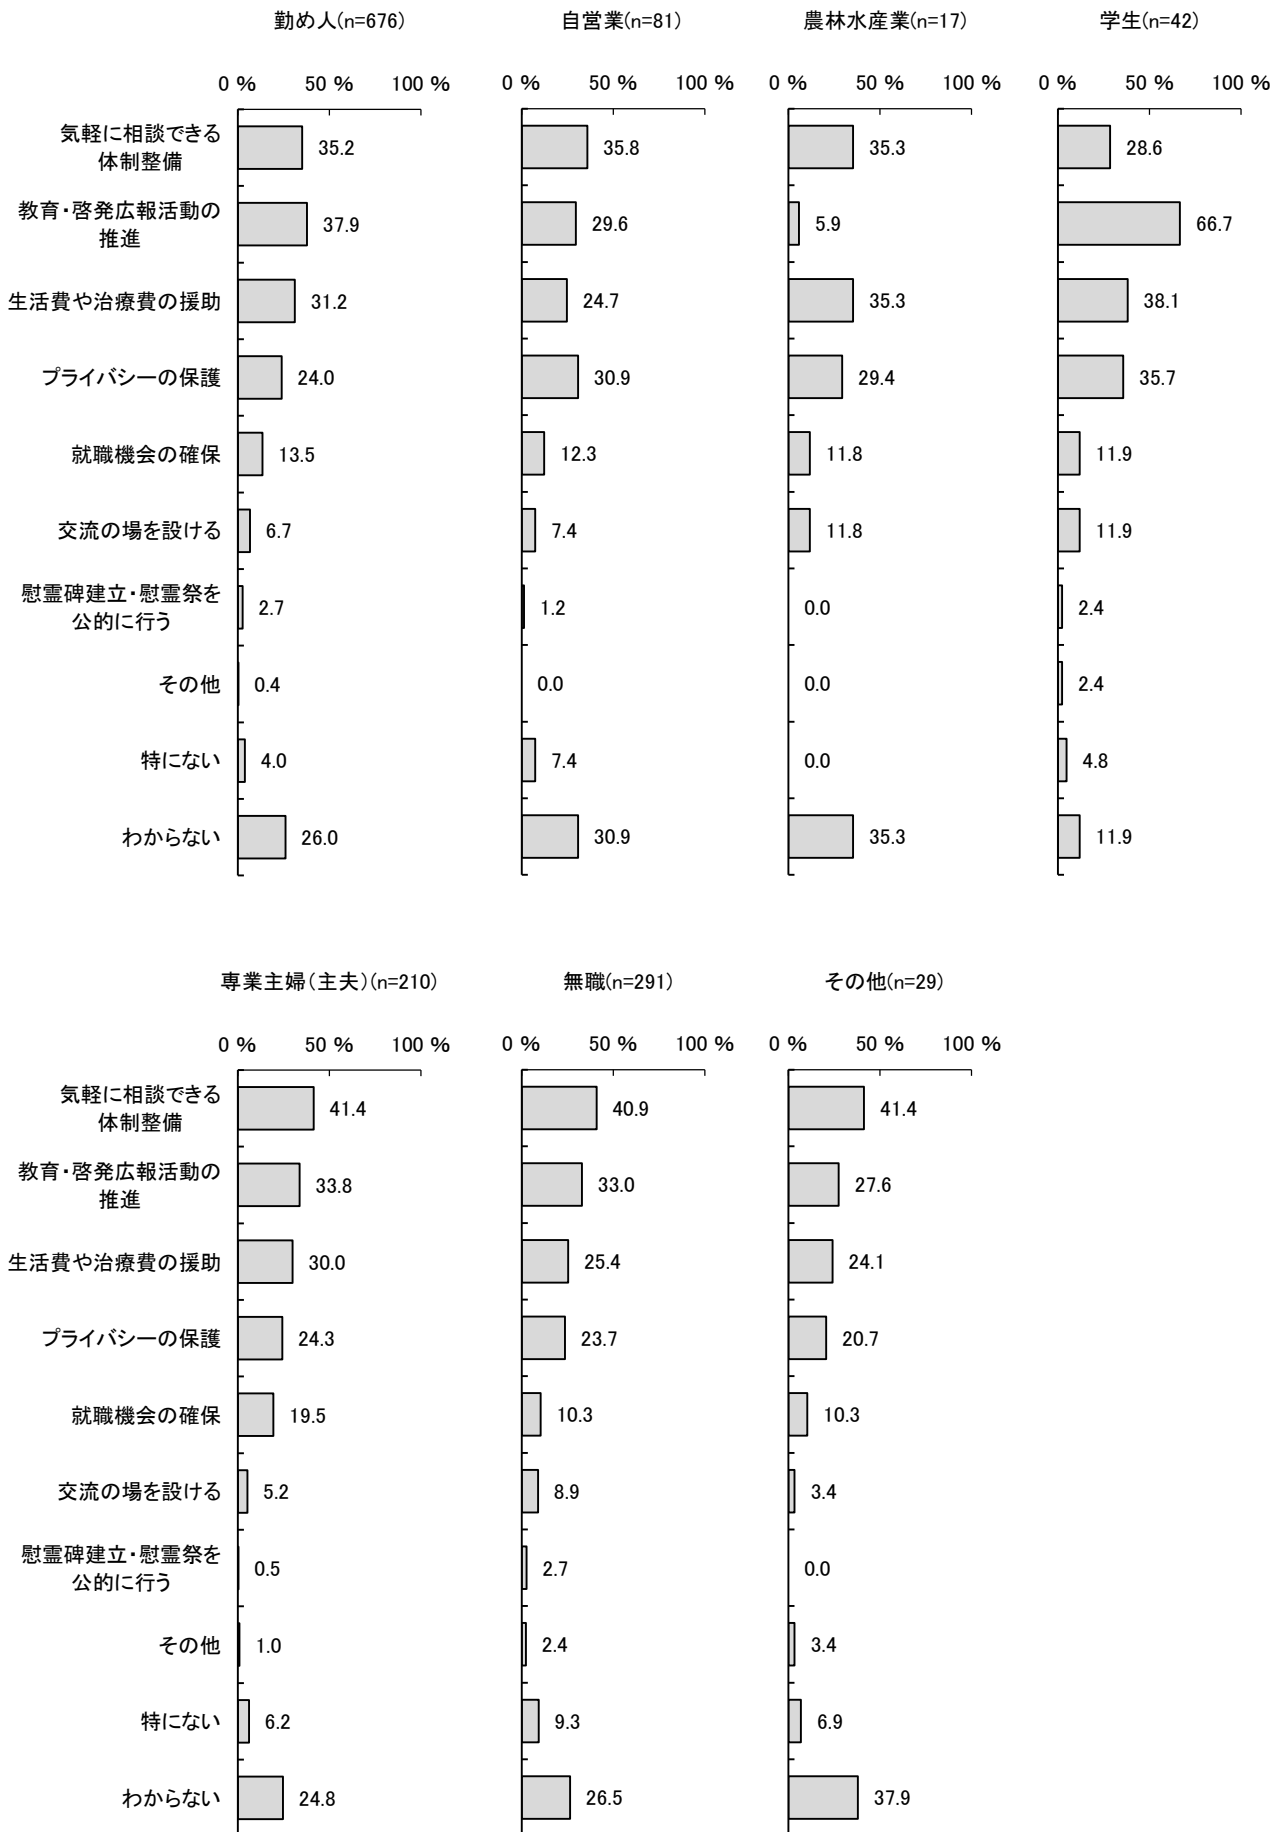 勤め人(n=676) 自営業(n=81) 農林水産業(n=17) 学生(n=42)
0 % 50 % 100 % 0 % 50 % 100 % 0 % 50 % 100 % 0 % 50 % 100 %
気軽に相談できる
体制整備
35.2 35.8 35.3 28.6
教育・啓発広報活動の
推進
37.9 29.6 5.9 66.7
生活費や治療費の援助 31.2 24.7 35.3 38.1
プライバシーの保護 24.0 30.9 29.4 35.7
就職機会の確保 13.5 12.3 11.8 11.9
交流の場を設ける 6.7 7.4 11.8 11.9
慰霊碑建立・慰霊祭を
公的に行う
2.7 1.2 0.0 2.4
その他 0.4 0.0 0.0 2.4
特にない 4.0 7.4 0.0 4.8
わからない 26.0 30.9 35.3 11.9
専業主婦（主夫）(n=210) 無職(n=291) その他(n=29)
0 % 50 % 100 % 0 % 50 % 100 % 0 % 50 % 100 %
気軽に相談できる
体制整備
41.4 40.9 41.4
教育・啓発広報活動の
推進
33.8 33.0 27.6
生活費や治療費の援助 30.0 25.4 24.1
プライバシーの保護 24.3 23.7 20.7
就職機会の確保 19.5 10.3 10.3
交流の場を設ける 5.2 8.9 3.4
慰霊碑建立・慰霊祭を
公的に行う
0.5 2.7 0.0
その他 1.0 2.4 3.4
特にない 6.2 9.3 6.9
わからない 24.8 26.5 37.9